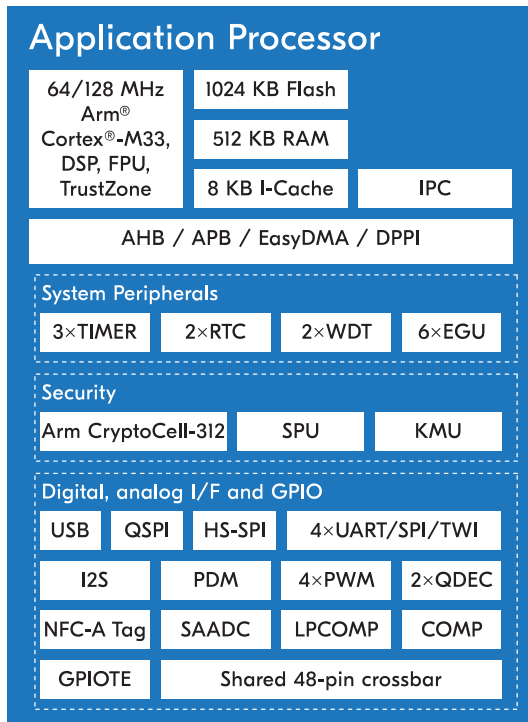 Application Processor
64/128 MHz
Arm®
Cortex®-M33,
DSP, FPU,
TrustZone
1024 KB Flash
512 KB RAM
8 KB I-Cache
IPC
AHB / APB / EasyDMA / DPPI
System Peripherals
3×TIMER
2×RTC
2×WDT
6×EGU
Security
Arm CryptoCell-312
SPU
KMU
Digital, analog I/F and GPIO
USB
QSPI
HS-SPI
4×UART/SPI/TWI
I2S
PDM
4×PWM
2×QDEC
NFC-A Tag
SAADC
LPCOMP
COMP
GPIOTE
Shared 48-pin crossbar